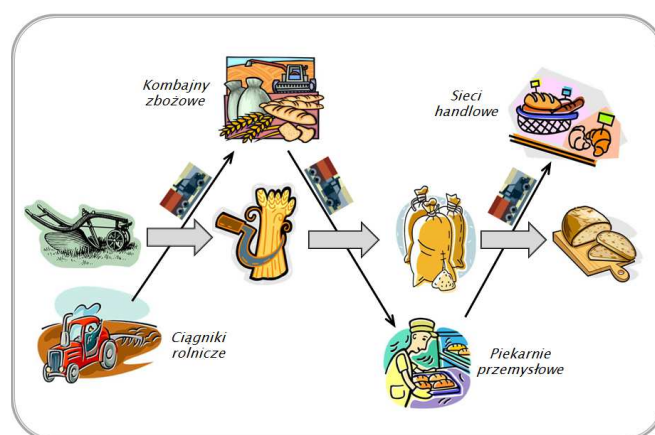 Kombajny
zbożowe
Sieci
handlowe
Ciągniki
rolnicze
Piekarnie
przemysłowe